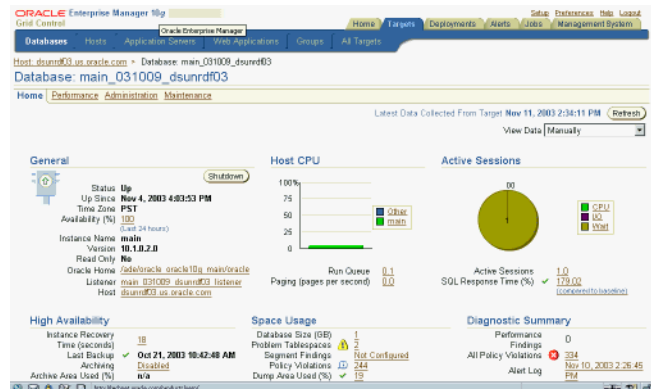 ORACLE Enterprise Manager 10g
Grid Control
Setup Preferences Help Logout
Home Targets Deployments Alerts Jobs Management System
Oracle Enterprise Manager
Databases Hosts Application Servers Web Applications Groups All Targets
Host: dsunrdf03.us.oracle.com > Database: main_031009_dsunrdf03
Database: main_031009_dsunrdf03
Home Performance Administration Maintenance
Latest Data Collected From Target Nov 11, 2003 2:34:11 PM Refresh
View Data Manually
General
Shutdown
Status Up
Up Since Nov 4, 2003 4:03:53 PM
Time Zone PST
Availability (%) 100
(Last 24 hours)
Instance Name main
Version 10.1.0.2.0
Read Only No
Oracle Home /ade/oracle_oracle10g_main/oracle
Listener main_031009_dsunrdf03_listener
Host dsunrdf03.us.oracle.com
Host CPU
100%
75
50
25
0
Other
main
Run Queue 0.1
Paging (pages per second) 0.0
Active Sessions
00
1
CPU
I/O
Wait
Active Sessions 1.0
SQL Response Time (%) 179.02
(compared to baseline)
High Availability
Instance Recovery Time (seconds) 18
Last Backup Oct 21, 2003 10:42:48 AM
Archiving Disabled
Archive Area Used (%) n/a
Space Usage
Database Size (GB) 1
Problem Tablespaces 2
Segment Findings Not Configured
Policy Violations 244
Dump Area Used (%) 19
Diagnostic Summary
Performance Findings 0
All Policy Violations 334
Alert Log Nov 10, 2003 2:26:45 PM